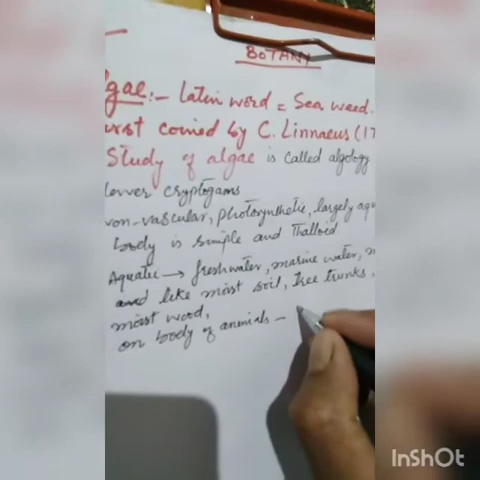 BOTANY
gae:- Latin word = Sea weed.
rst coined by C. Linnaeus (17
Study of algae is called algology
lower cryptogams
non-vascular, photosynthetic, largely aqu
body is simple and Thalloid
Aquatic → freshwater, marine water, m
and like moist soil, Tree trunks,
moist wood,
on body of animals -
InShOt